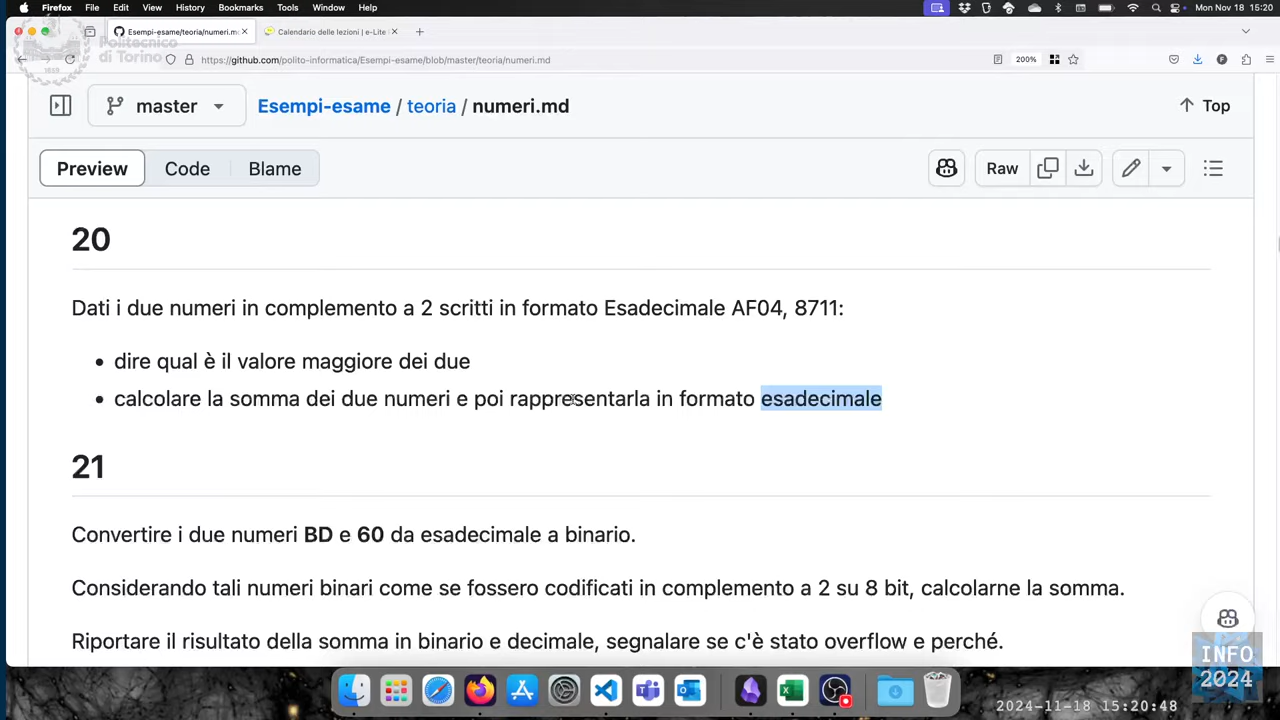 Firefox File Edit View History Bookmarks Tools Window Help Mon Nov 18 15:20
Esempi-esame/teoria/numeri.m
Calendario delle lezioni | e-Lite
Politecnico
di Torino
1859
https://github.com/polito-informatica/Esempi-esame/blob/master/teoria/numeri.md
200%
master Esempi-esame / teoria / numeri.md Top
Preview Code Blame Raw
20
Dati i due numeri in complemento a 2 scritti in formato Esadecimale AF04, 8711:
• dire qual è il valore maggiore dei due
• calcolare la somma dei due numeri e poi rappresentarla in formato esadecimale
21
Convertire i due numeri BD e 60 da esadecimale a binario.
Considerando tali numeri binari come se fossero codificati in complemento a 2 su 8 bit, calcolarne la somma.
Riportare il risultato della somma in binario e decimale, segnalare se c'è stato overflow e perché.
INFO
2024
2024-11-18 15:20:48